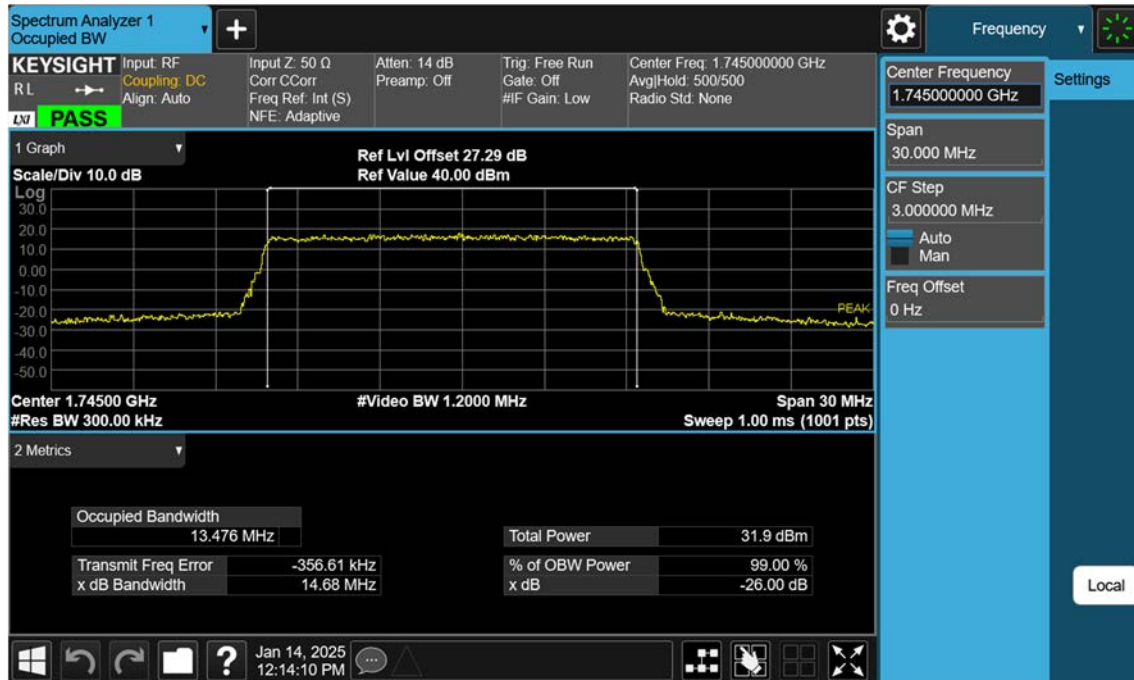 Spectrum Analyzer 1
Occupied BW
+
Frequency
KEYSIGHT
RL
LXI PASS
Input: RF
Coupling: DC
Align: Auto
Input Z: 50 Ω
Corr CCorr
Freq Ref: Int (S)
NFE: Adaptive
Atten: 14 dB
Preamp: Off
Trig: Free Run
Gate: Off
#IF Gain: Low
Center Freq: 1.745000000 GHz
Avg|Hold: 500/500
Radio Std: None
Center Frequency
1.745000000 GHz
Settings
Span
30.000 MHz
CF Step
3.000000 MHz
Auto
Man
Freq Offset
0 Hz
Local
1 Graph
Scale/Div 10.0 dB
Ref Lvl Offset 27.29 dB
Ref Value 40.00 dBm
Log
30.0
20.0
10.0
0.00
-10.0
-20.0
-30.0
-40.0
-50.0
PEAK
Center 1.74500 GHz
#Video BW 1.2000 MHz
Span 30 MHz
#Res BW 300.00 kHz
Sweep 1.00 ms (1001 pts)
2 Metrics
Occupied Bandwidth
13.476 MHz
Total Power 31.9 dBm
Transmit Freq Error -356.61 kHz
% of OBW Power 99.00 %
x dB Bandwidth 14.68 MHz
x dB -26.00 dB
?
Jan 14, 2025
12:14:10 PM